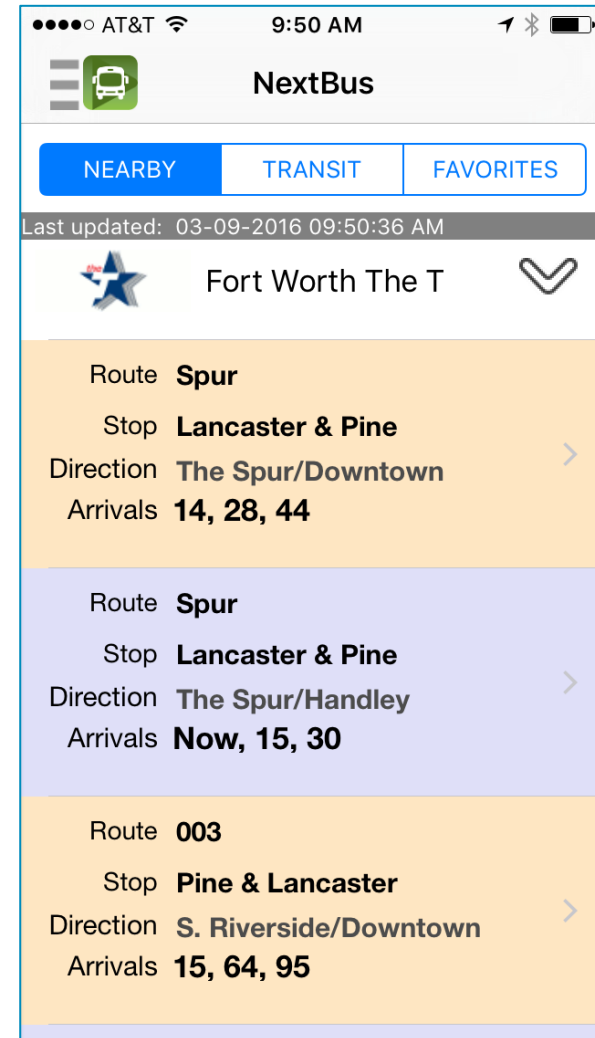 AT&T 9:50 AM
NextBus
NEARBY TRANSIT FAVORITES
Last updated: 03-09-2016 09:50:36 AM
the T Fort Worth The T
Route Spur
Stop Lancaster & Pine
Direction The Spur/Downtown
Arrivals 14, 28, 44
Route Spur
Stop Lancaster & Pine
Direction The Spur/Handley
Arrivals Now, 15, 30
Route 003
Stop Pine & Lancaster
Direction S. Riverside/Downtown
Arrivals 15, 64, 95